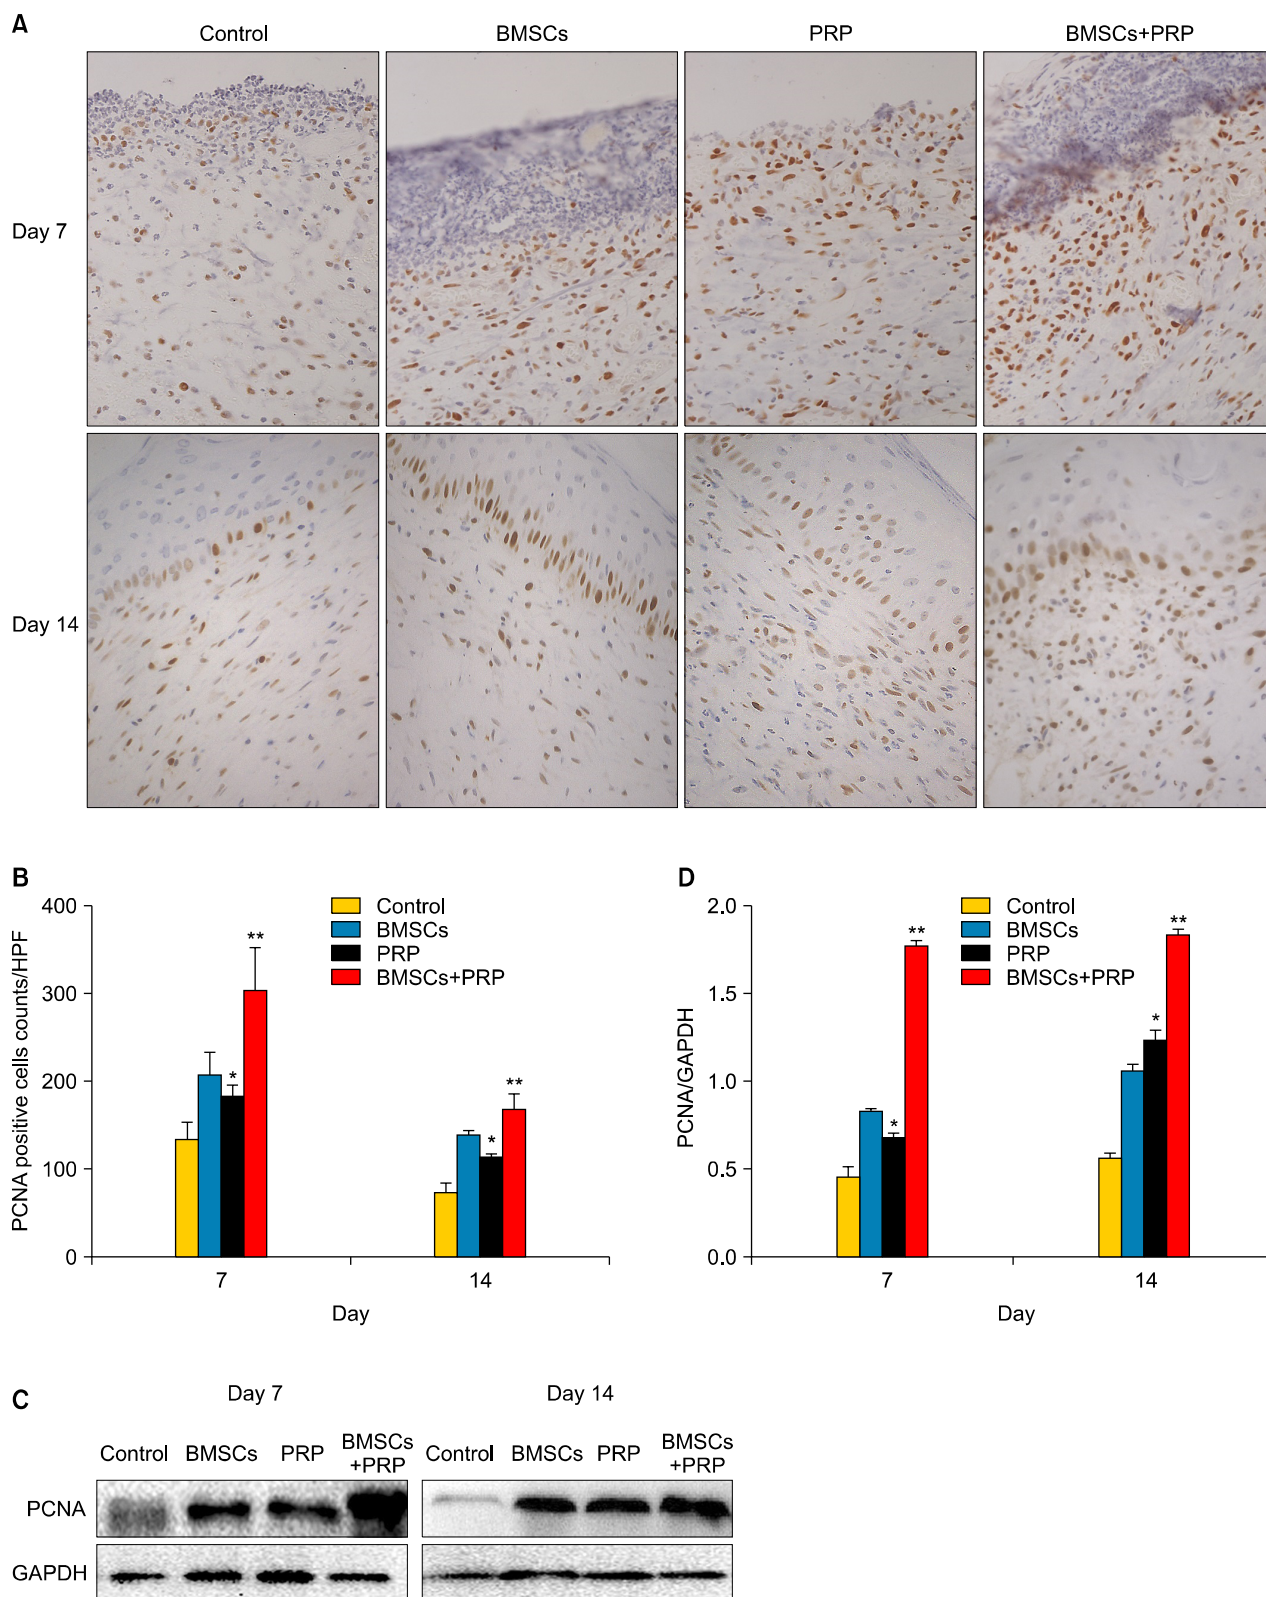 A
Control BMSCs PRP BMSCs+PRP
Day 7
Day 14
B
400
300
200
100
0
PCNA positive cells counts/HPF
Control
BMSCs
PRP
BMSCs+PRP
**
*
**
*
7 14
Day
D
2.0
1.5
1.0
0.5
0.0
PCNA/GAPDH
Control
BMSCs
PRP
BMSCs+PRP
**
*
**
*
7 14
Day
C
Day 7 Day 14
Control BMSCs PRP BMSCs
+PRP
Control BMSCs PRP BMSCs
+PRP
PCNA
GAPDH